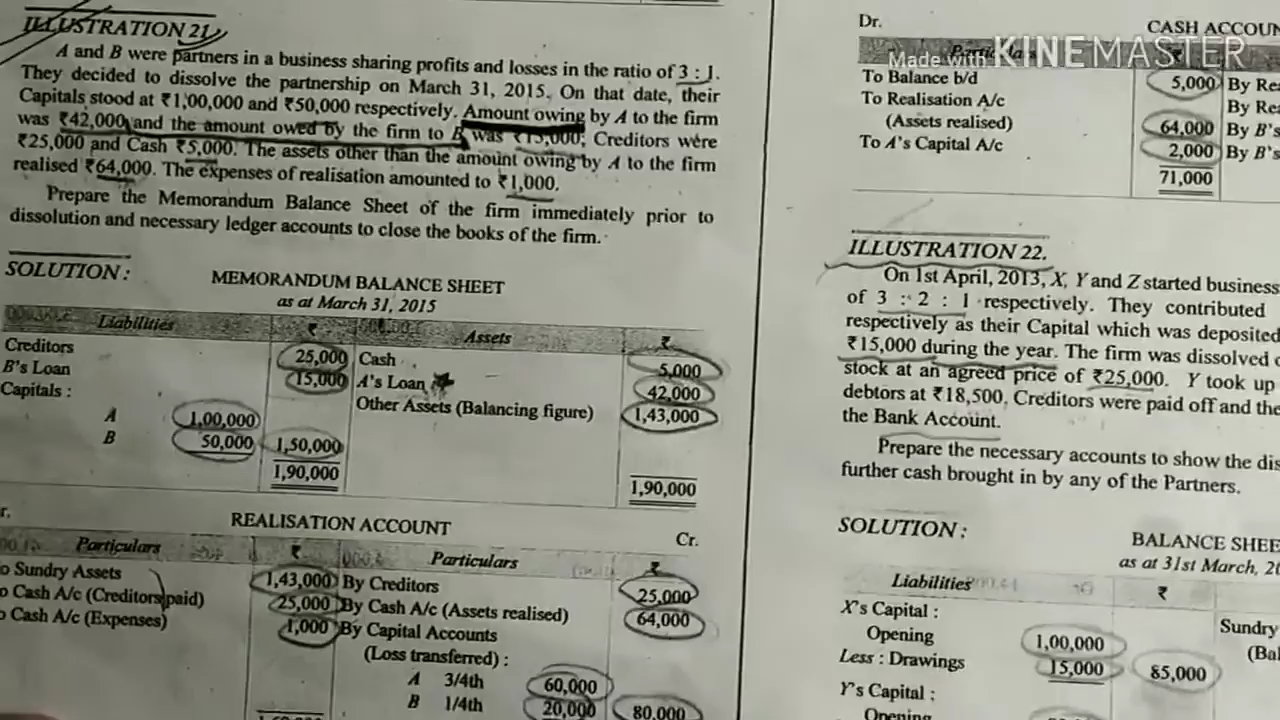 ILLUSTRATION 21.
A and B were partners in a business sharing profits and losses in the ratio of 3 : 1.
They decided to dissolve the partnership on March 31, 2015. On that date, their
Capitals stood at ₹1,00,000 and ₹50,000 respectively. Amount owing by A to the firm
was ₹42,000 and the amount owed by the firm to B was ₹15,000; Creditors were
₹25,000 and Cash ₹5,000. The assets other than the amount owing by A to the firm
realised ₹64,000. The expenses of realisation amounted to ₹1,000.
Prepare the Memorandum Balance Sheet of the firm immediately prior to
dissolution and necessary ledger accounts to close the books of the firm.
SOLUTION :
MEMORANDUM BALANCE SHEET
as at March 31, 2015
Liabilities ₹ Assets ₹
Creditors 25,000 Cash 5,000
B's Loan 15,000 A's Loan 42,000
Capitals : Other Assets (Balancing figure) 1,43,000
A 1,00,000
B 50,000 1,50,000
1,90,000 1,90,000
REALISATION ACCOUNT Cr.
Particulars ₹ Particulars ₹
o Sundry Assets 1,43,000 By Creditors 25,000
o Cash A/c (Creditors paid) 25,000 By Cash A/c (Assets realised) 64,000
o Cash A/c (Expenses) 1,000 By Capital Accounts
(Loss transferred) :
A 3/4th 60,000
B 1/4th 20,000 80,000
Dr. CASH ACCOUN
Made with KINEMASTER
Particulars ₹
To Balance b/d 5,000 By Rea
To Realisation A/c By Rea
(Assets realised) 64,000 By B's
To A's Capital A/c 2,000 By B's
71,000
ILLUSTRATION 22.
On 1st April, 2013, X, Y and Z started business
of 3 : 2 : 1 respectively. They contributed
respectively as their Capital which was deposited
₹15,000 during the year. The firm was dissolved
stock at an agreed price of ₹25,000. Y took up
debtors at ₹18,500. Creditors were paid off and the
the Bank Account.
Prepare the necessary accounts to show the dis
further cash brought in by any of the Partners.
SOLUTION :
BALANCE SHEE
as at 31st March, 20
Liabilities ₹
X's Capital : Sundry
Opening 1,00,000 (Bal
Less : Drawings 15,000 85,000
Y's Capital :
Opening